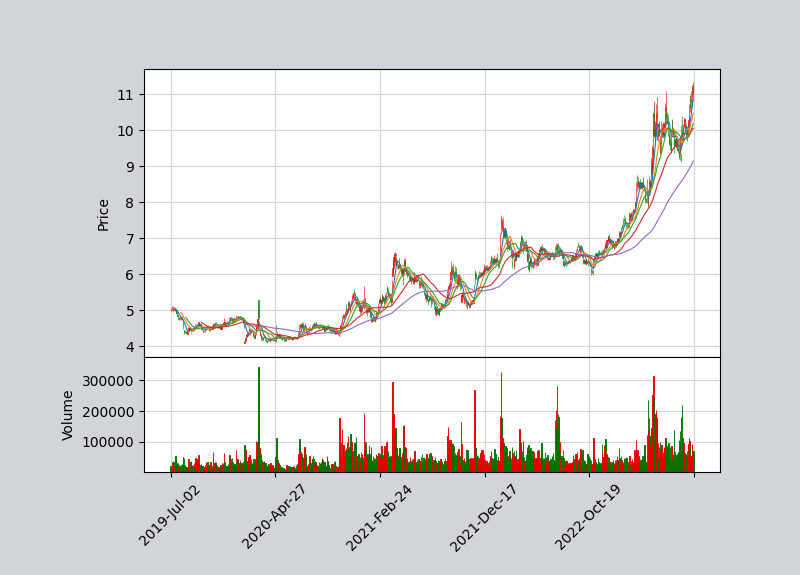 11
10
9
8
7
6
5
4
Price
300000
200000
100000
Volume
2019-Jul-02
2020-Apr-27
2021-Feb-24
2021-Dec-17
2022-Oct-19